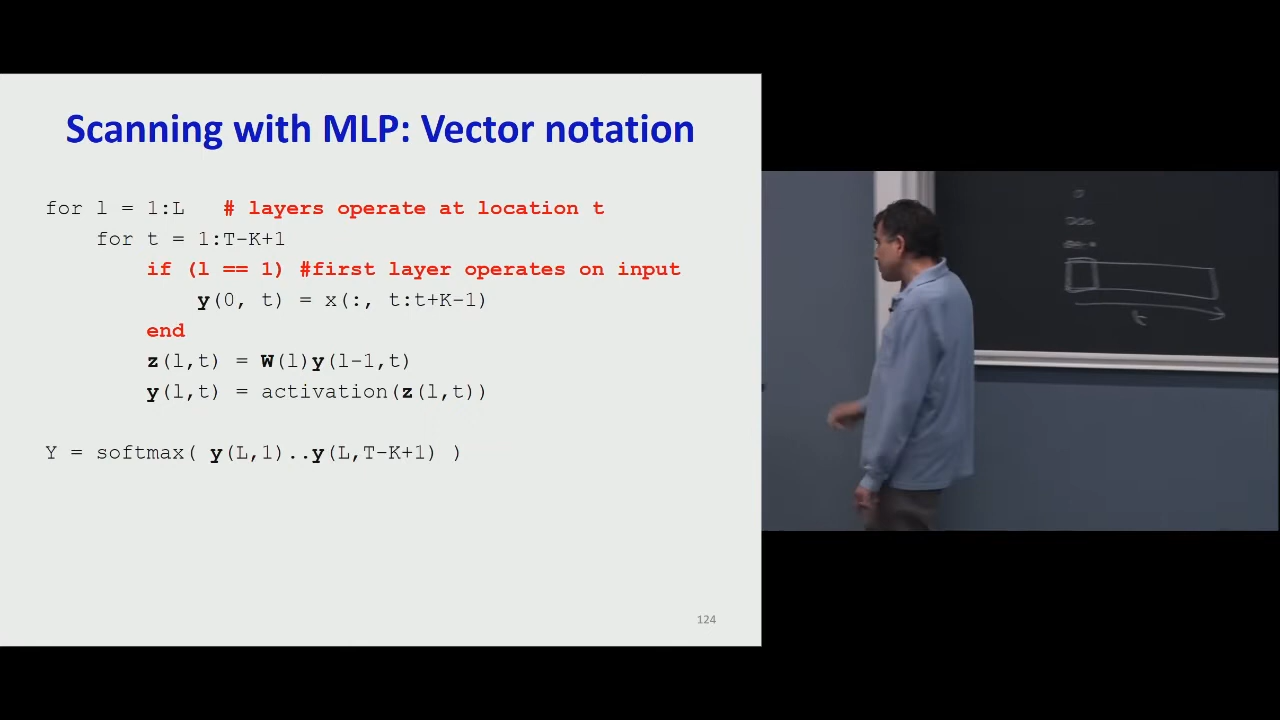 Scanning with MLP: Vector notation
for l = 1:L # layers operate at location t
for t = 1:T-K+1
if (l == 1) #first layer operates on input
y(0, t) = x(:, t:t+K-1)
end
z(l,t) = W(l)y(l-1,t)
y(l,t) = activation(z(l,t))
Y = softmax( y(L,1)..y(L,T-K+1) )
124
t